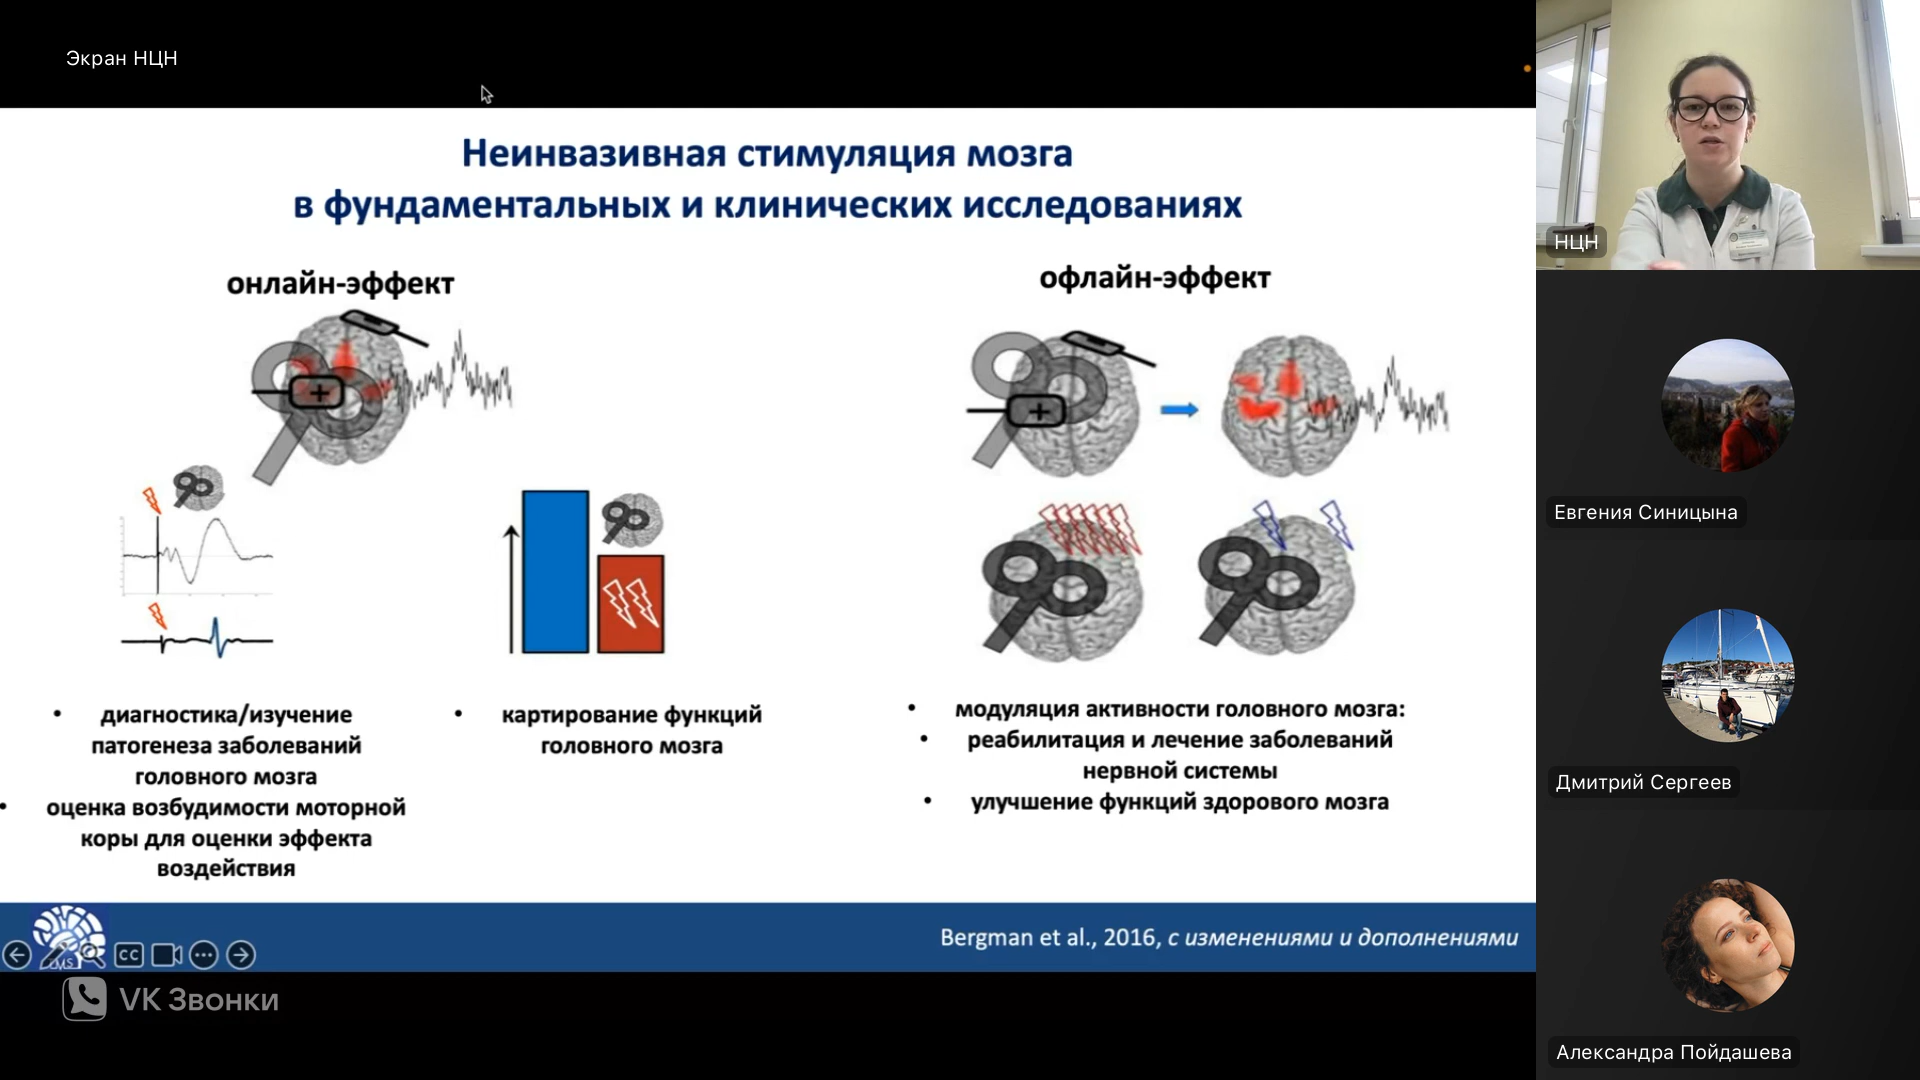 Экран НЦН
Неинвазивная стимуляция мозга
в фундаментальных и клинических исследованиях
онлайн-эффект
офлайн-эффект
• диагностика/изучение
патогенеза заболеваний
головного мозга
• оценка возбудимости моторной
коры для оценки эффекта
воздействия
• картирование функций
головного мозга
• модуляция активности головного мозга:
• реабилитация и лечение заболеваний
нервной системы
• улучшение функций здорового мозга
Bergman et al., 2016, с изменениями и дополнениями
CC
VK Звонки
НЦН
Евгения Синицына
Дмитрий Сергеев
Александра Пойдашева